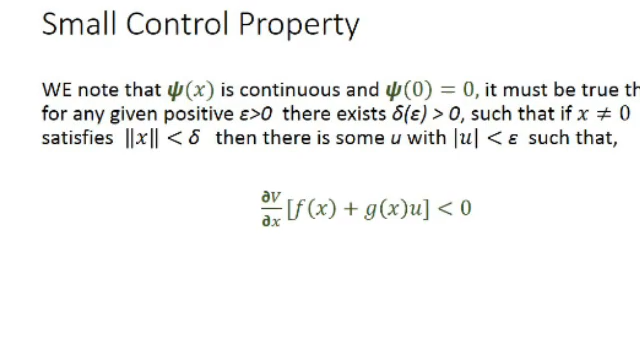 Small Control Property
WE note that ψ(x) is continuous and ψ(0) = 0, it must be true th
for any given positive ε>0 there exists δ(ε) > 0, such that if x ≠ 0
satisfies ||x|| < δ then there is some u with |u| < ε such that,
∂V/∂x [f(x) + g(x)u] < 0